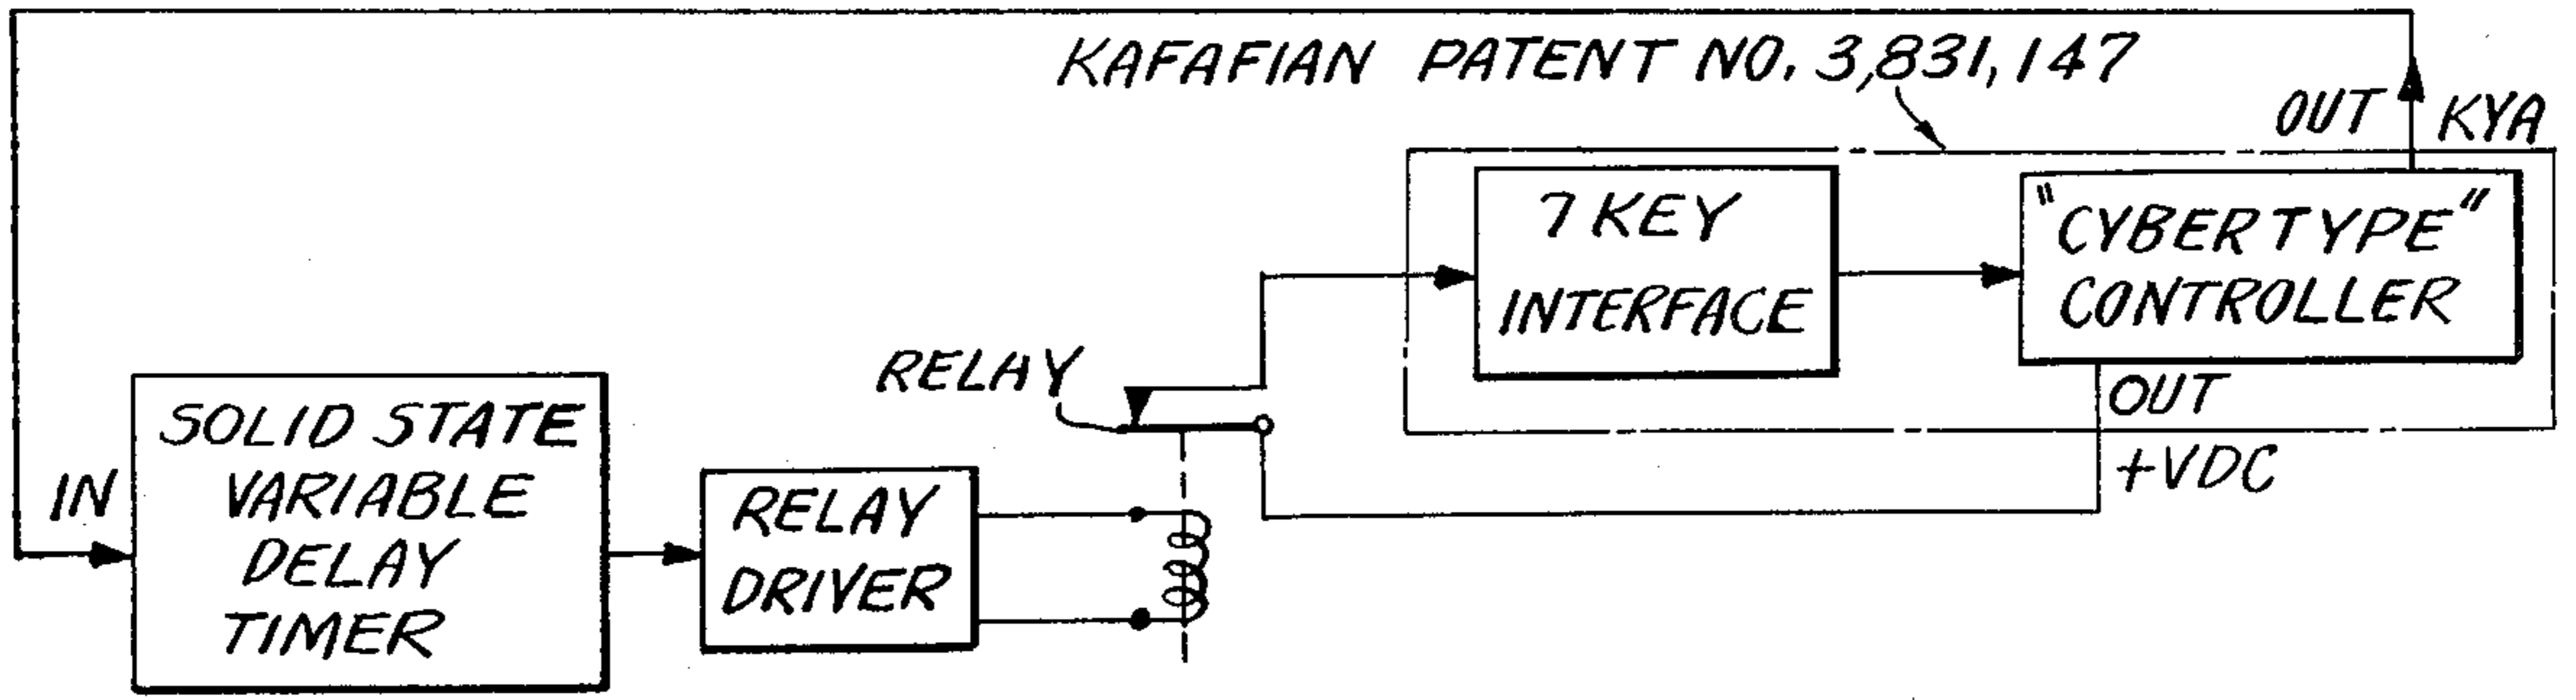 KAFAFIAN PATENT NO. 3,831,147
OUT KYA
7 KEY
INTERFACE
"CYBERTYPE"
CONTROLLER
RELAY
OUT
+VDC
IN
SOLID STATE
VARIABLE
DELAY
TIMER
RELAY
DRIVER